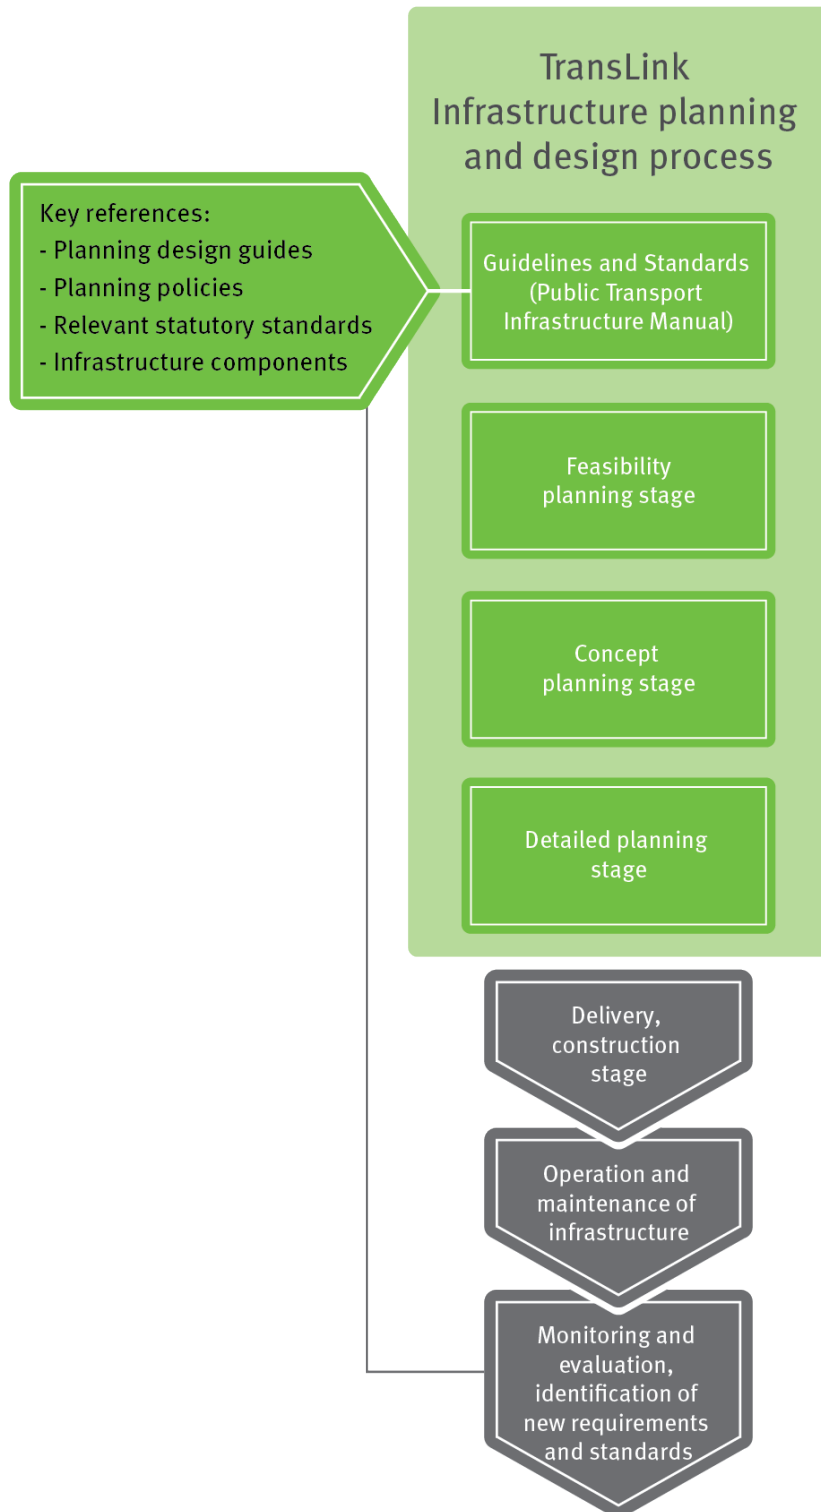 TransLink
Infrastructure planning
and design process
Key references:
- Planning design guides
- Planning policies
- Relevant statutory standards
- Infrastructure components
Guidelines and Standards
(Public Transport
Infrastructure Manual)
Feasibility
planning stage
Concept
planning stage
Detailed planning
stage
Delivery,
construction
stage
Operation and
maintenance of
infrastructure
Monitoring and
evaluation,
identification of
new requirements
and standards